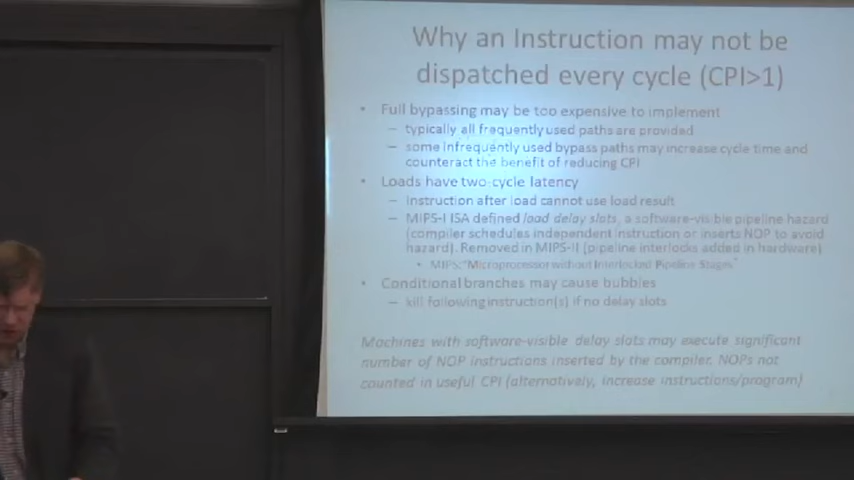 Why an Instruction may not be
dispatched every cycle (CPI>1)
• Full bypassing may be too expensive to implement
– typically all frequently used paths are provided
– some infrequently used bypass paths may increase cycle time and
counteract the benefit of reducing CPI
• Loads have two-cycle latency
– Instruction after load cannot use load result
– MIPS-I ISA defined load delay slots, a software-visible pipeline hazard
(compiler schedules independent instruction or inserts NOP to avoid
hazard). Removed in MIPS-II (pipeline interlocks added in hardware)
• MIPS:"Microprocessor without Interlocked Pipeline Stages"
• Conditional branches may cause bubbles
– kill following instruction(s) if no delay slots
Machines with software-visible delay slots may execute significant
number of NOP instructions inserted by the compiler. NOPs not
counted in useful CPI (alternatively, increase instructions/program)